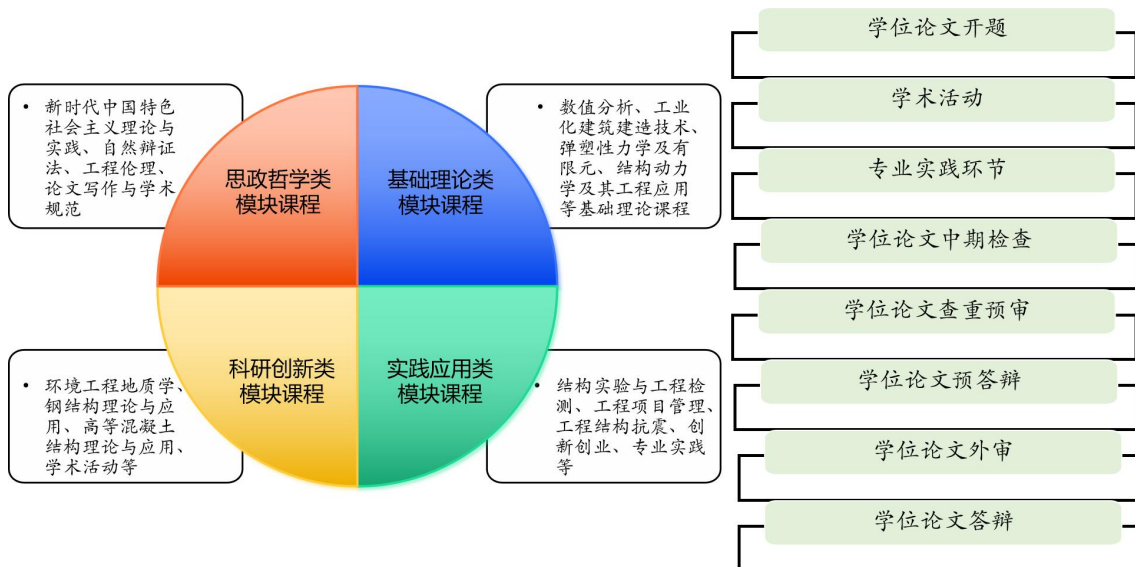 • 新时代中国特色
社会主义理论与
实践、自然辩证
法、工程伦理、
论文写作与学术
规范
思政哲学类
模块课程
基础理论类
模块课程
• 数值分析、工业
化建筑建造技术、
弹塑性力学及有
限元、结构动力
学及其工程应用
等基础理论课程
• 环境工程地质学、
钢结构理论与应
用、高等混凝土
结构理论与应用、
学术活动等
科研创新类
模块课程
实践应用类
模块课程
• 结构实验与工程检
测、工程项目管理、
工程结构抗震、创
新创业、专业实践
等
学位论文开题
学术活动
专业实践环节
学位论文中期检查
学位论文查重预审
学位论文预答辩
学位论文外审
学位论文答辩